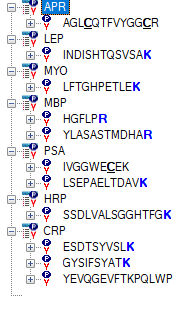 APR
AGLCQTFVYGGCR
LEP
INDISHTQSVSAK
MYO
LFTGHPETLEK
MBP
HGFLPR
YLASASTMDHAR
PSA
IVGGWECEK
LSEPAELTDAVK
HRP
SSDLVALSGGHTFGK
CRP
ESDTSYVSLK
GYSIFSYATK
YEVQGEVFTKPQLWP